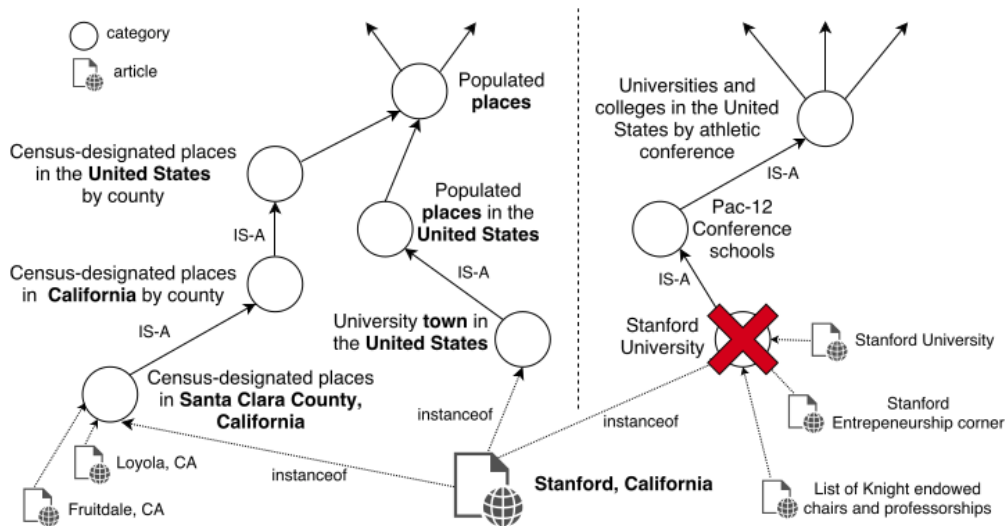 category
article
Populated
places
Universities and
colleges in the United
States by athletic
conference
Census-designated places
in the United States
by county
IS-A
Populated
places in the
United States
Pac-12
Conference
schools
IS-A
IS-A
IS-A
Census-designated places
in California by county
IS-A
University town in
the United States
Stanford
University
Stanford University
Census-designated places
in Santa Clara County,
California
instanceof
instanceof
Stanford
Entrepeneurship corner
Loyola, CA
instanceof
Stanford, California
Fruitdale, CA
List of Knight endowed
chairs and professorships